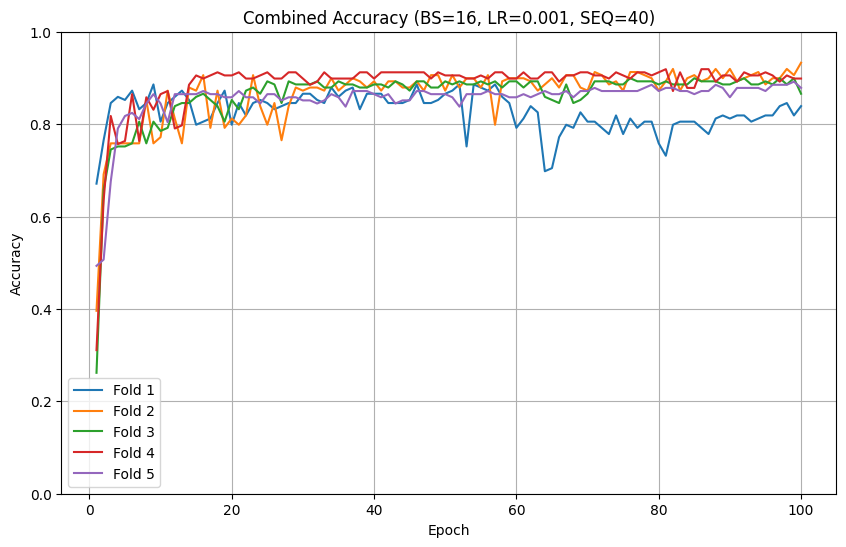 Combined Accuracy (BS=16, LR=0.001, SEQ=40)
1.0
0.8
0.6
0.4
0.2
0.0
Accuracy
Fold 1
Fold 2
Fold 3
Fold 4
Fold 5
0 20 40 60 80 100
Epoch